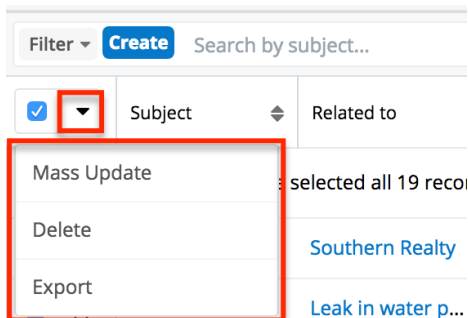 Filter Create Search by subject...
Subject Related to
Mass Update
selected all 19
Delete
Southern Realty
Export
Leak in water p...